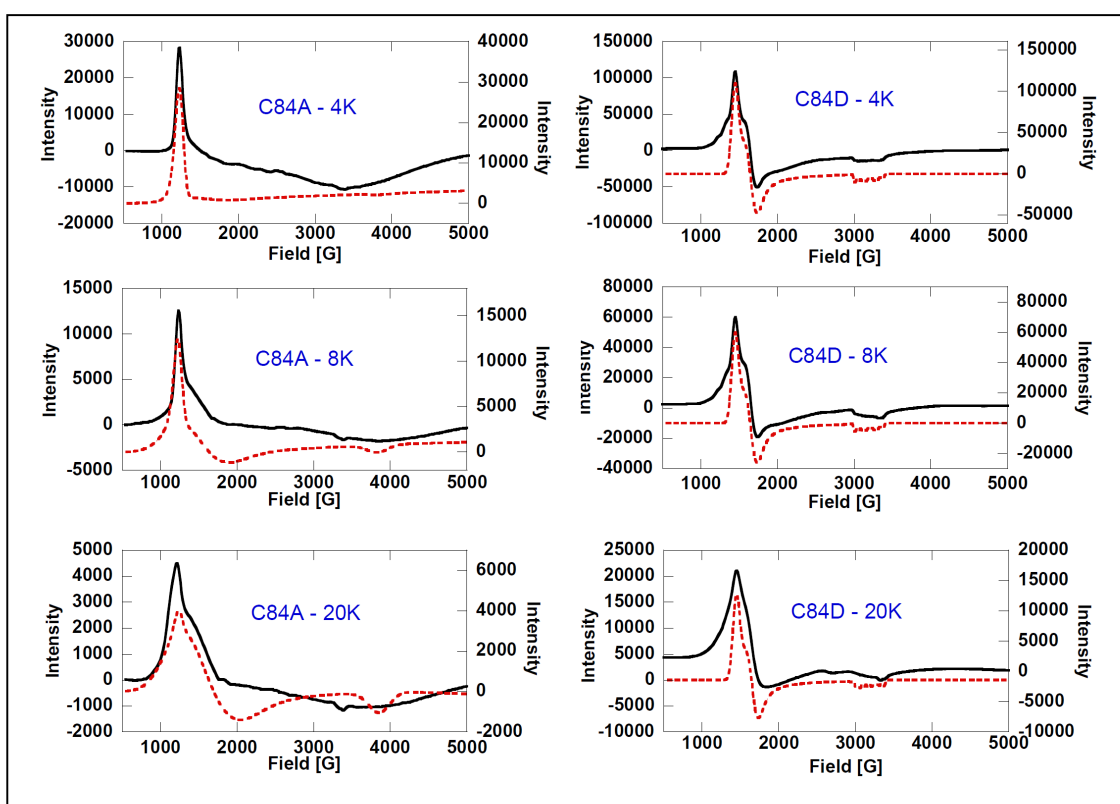 30000
20000
10000
0
-10000
-20000
Intensity
C84A - 4K
40000
30000
20000
10000
0
Intensity
1000 2000 3000 4000 5000
Field [G]
150000
100000
50000
0
-50000
-100000
Intensity
C84D - 4K
150000
100000
50000
0
-50000
Intensity
1000 2000 3000 4000 5000
Field [G]
15000
10000
5000
0
-5000
Intensity
C84A - 8K
15000
10000
5000
0
Intensity
1000 2000 3000 4000 5000
Field [G]
80000
60000
40000
20000
0
-20000
-40000
Intensity
C84D - 8K
80000
60000
40000
20000
0
-20000
Intensity
1000 2000 3000 4000 5000
Field [G]
5000
4000
3000
2000
1000
0
-1000
-2000
Intensity
C84A - 20K
6000
4000
2000
0
-2000
Intensity
1000 2000 3000 4000 5000
Field [G]
25000
20000
15000
10000
5000
0
-5000
-10000
Intensity
C84D - 20K
20000
15000
10000
5000
0
-5000
-10000
Intensity
1000 2000 3000 4000 5000
Field [G]